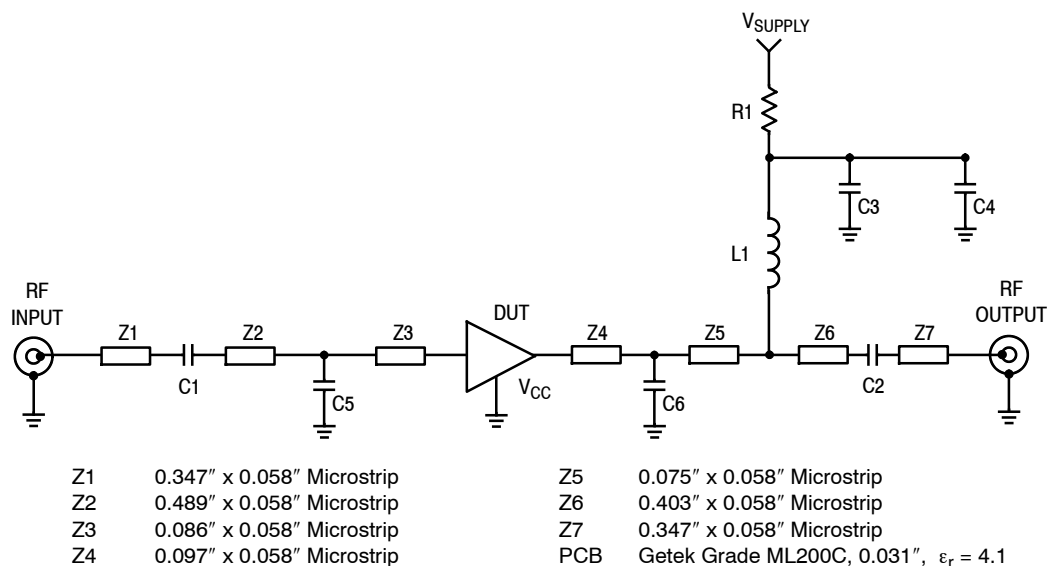 V_SUPPLY
R1
C3
C4
L1
RF
INPUT
RF
OUTPUT
DUT
Z1
Z2
Z3
Z4
Z5
Z6
Z7
C1
C5
V_CC
C6
C2
Z1 0.347″ x 0.058″ Microstrip
Z2 0.489″ x 0.058″ Microstrip
Z3 0.086″ x 0.058″ Microstrip
Z4 0.097″ x 0.058″ Microstrip
Z5 0.075″ x 0.058″ Microstrip
Z6 0.403″ x 0.058″ Microstrip
Z7 0.347″ x 0.058″ Microstrip
PCB Getek Grade ML200C, 0.031″, ε_r = 4.1